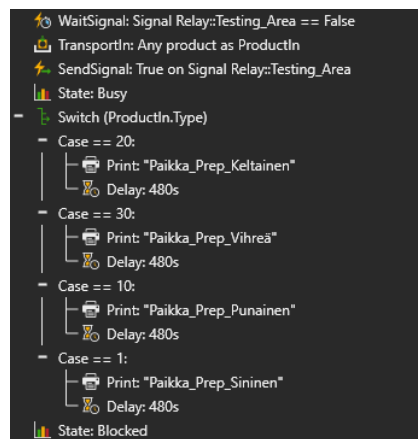 WaitSignal: Signal Relay::Testing_Area == False
TransportIn: Any product as ProductIn
SendSignal: True on Signal Relay::Testing_Area
State: Busy
Switch (ProductIn.Type)
Case == 20:
Print: "Paikka_Prep_Keltainen"
Delay: 480s
Case == 30:
Print: "Paikka_Prep_Vihreä"
Delay: 480s
Case == 10:
Print: "Paikka_Prep_Punainen"
Delay: 480s
Case == 1:
Print: "Paikka_Prep_Sininen"
Delay: 480s
State: Blocked